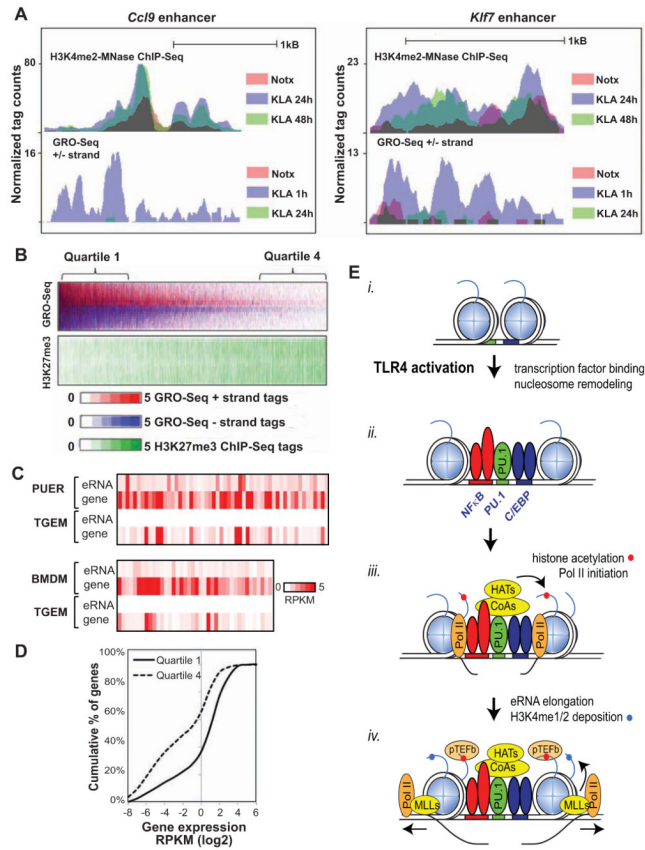 A
Ccl9 enhancer
1kB
H3K4me2-MNase ChIP-Seq
80
Notx
KLA 24h
KLA 48h
GRO-Seq
+/- strand
16
Notx
KLA 1h
KLA 24h
Normalized tag counts
Klf7 enhancer
1kB
H3K4me2-MNase ChIP-Seq
23
Notx
KLA 24h
KLA 48h
GRO-Seq +/- strand
13
Notx
KLA 1h
KLA 24h
Normalized tag counts
B
Quartile 1
Quartile 4
GRO-Seq
H3K27me3
0 5 GRO-Seq + strand tags
0 5 GRO-Seq - strand tags
0 5 H3K27me3 ChIP-Seq tags
C
PUER
eRNA
gene
TGEM
eRNA
gene
BMDM
eRNA
gene
TGEM
eRNA
gene
0 5
RPKM
D
Quartile 1
Quartile 4
Cumulative % of genes
100%
80%
60%
40%
20%
0%
-8 -6 -4 -2 0 2 4 6
Gene expression
RPKM (log2)
E
i.
TLR4 activation
transcription factor binding
nucleosome remodeling
ii.
PU.1
NFκB
PU.1
C/EBP
histone acetylation
Pol II initiation
iii.
HATs
CoAs
Pol II
PU.1
Pol II
eRNA elongation
H3K4me1/2 deposition
iv.
pTEFb
HATs
pTEFb
CoAs
Pol II
MLLs
PU.1
MLLs
Pol II